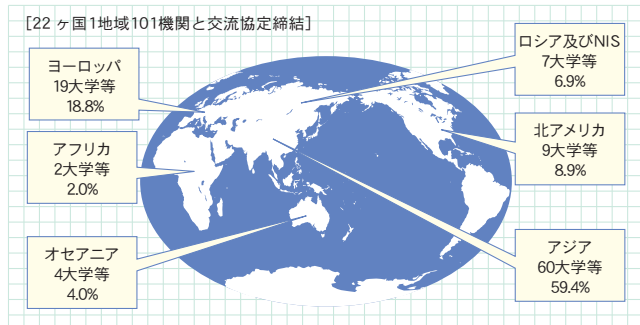 [22 ヶ国1地域101機関と交流協定締結]
ロシア及びNIS
7大学等
6.9%
ヨーロッパ
19大学等
18.8%
北アメリカ
9大学等
8.9%
アフリカ
2大学等
2.0%
アジア
60大学等
59.4%
オセアニア
4大学等
4.0%